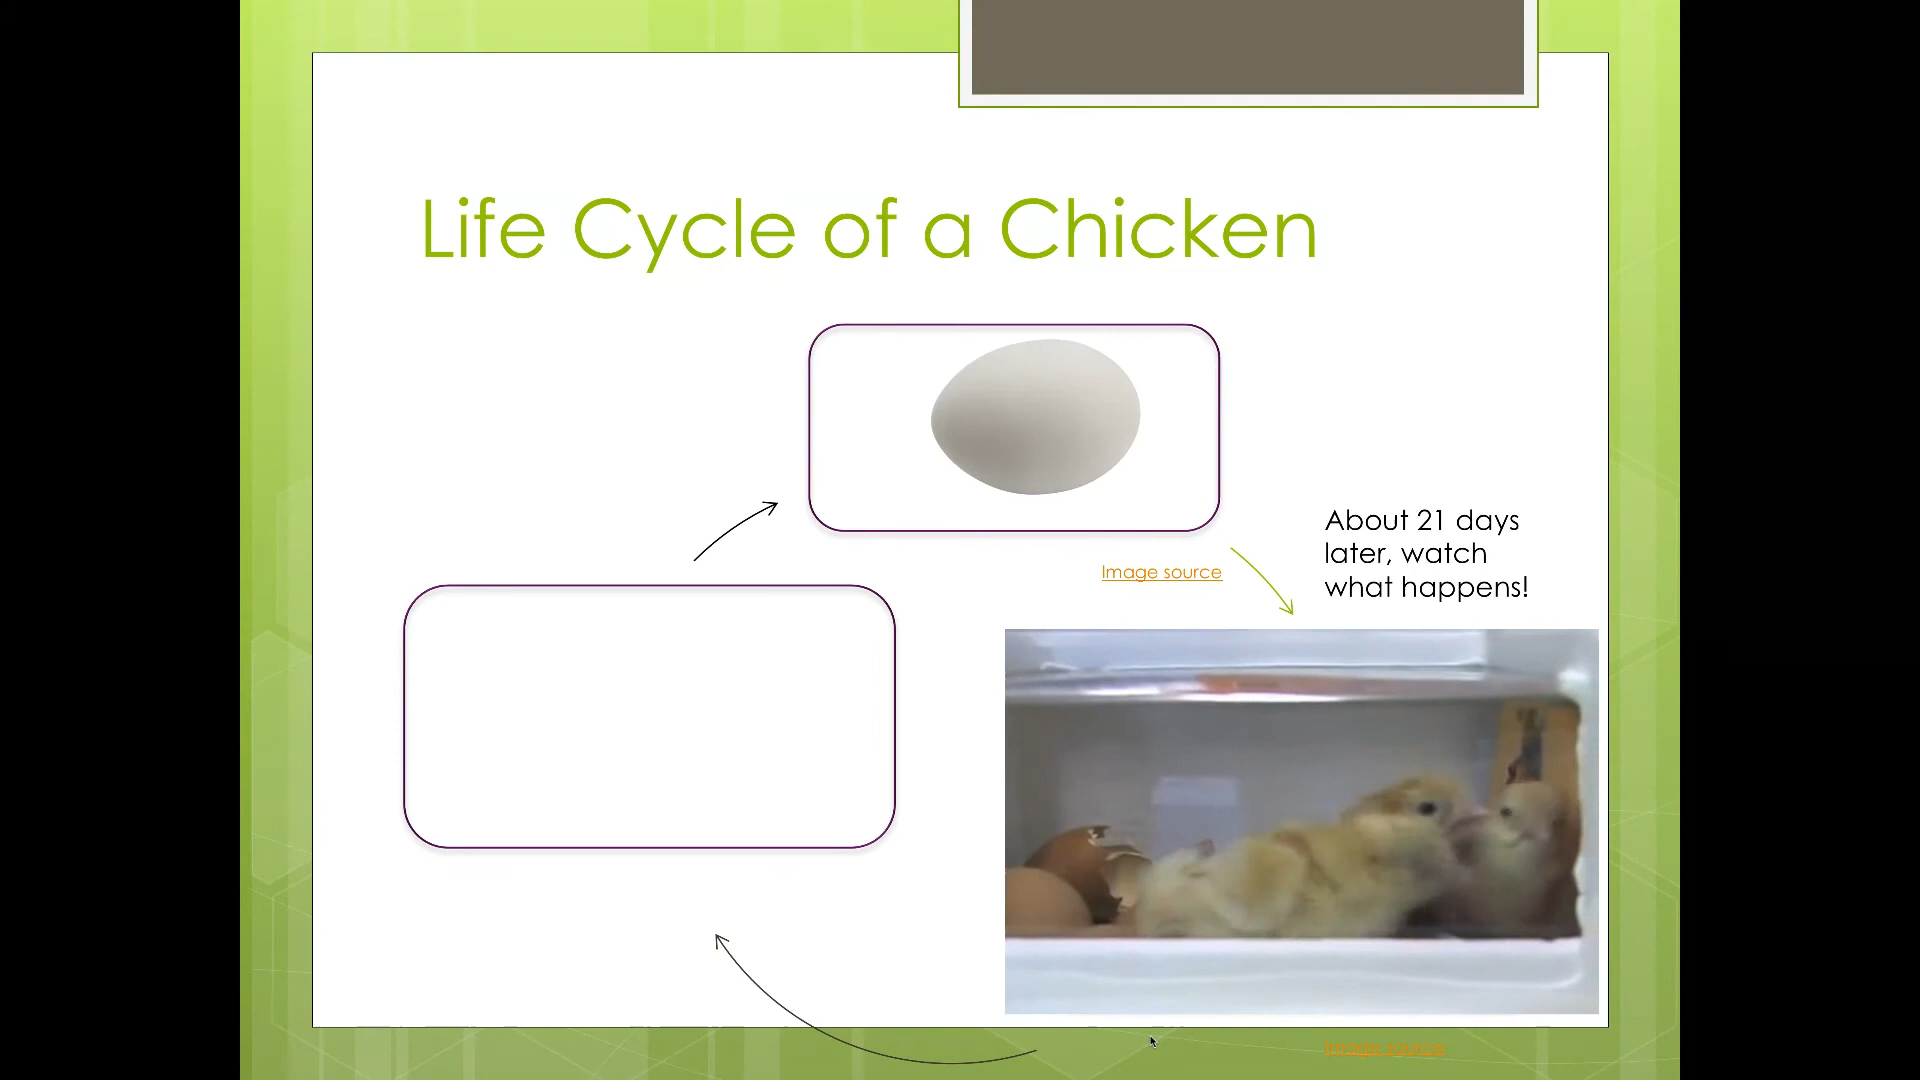 Life Cycle of a Chicken
About 21 days
later, watch
what happens!
Image source
Image source